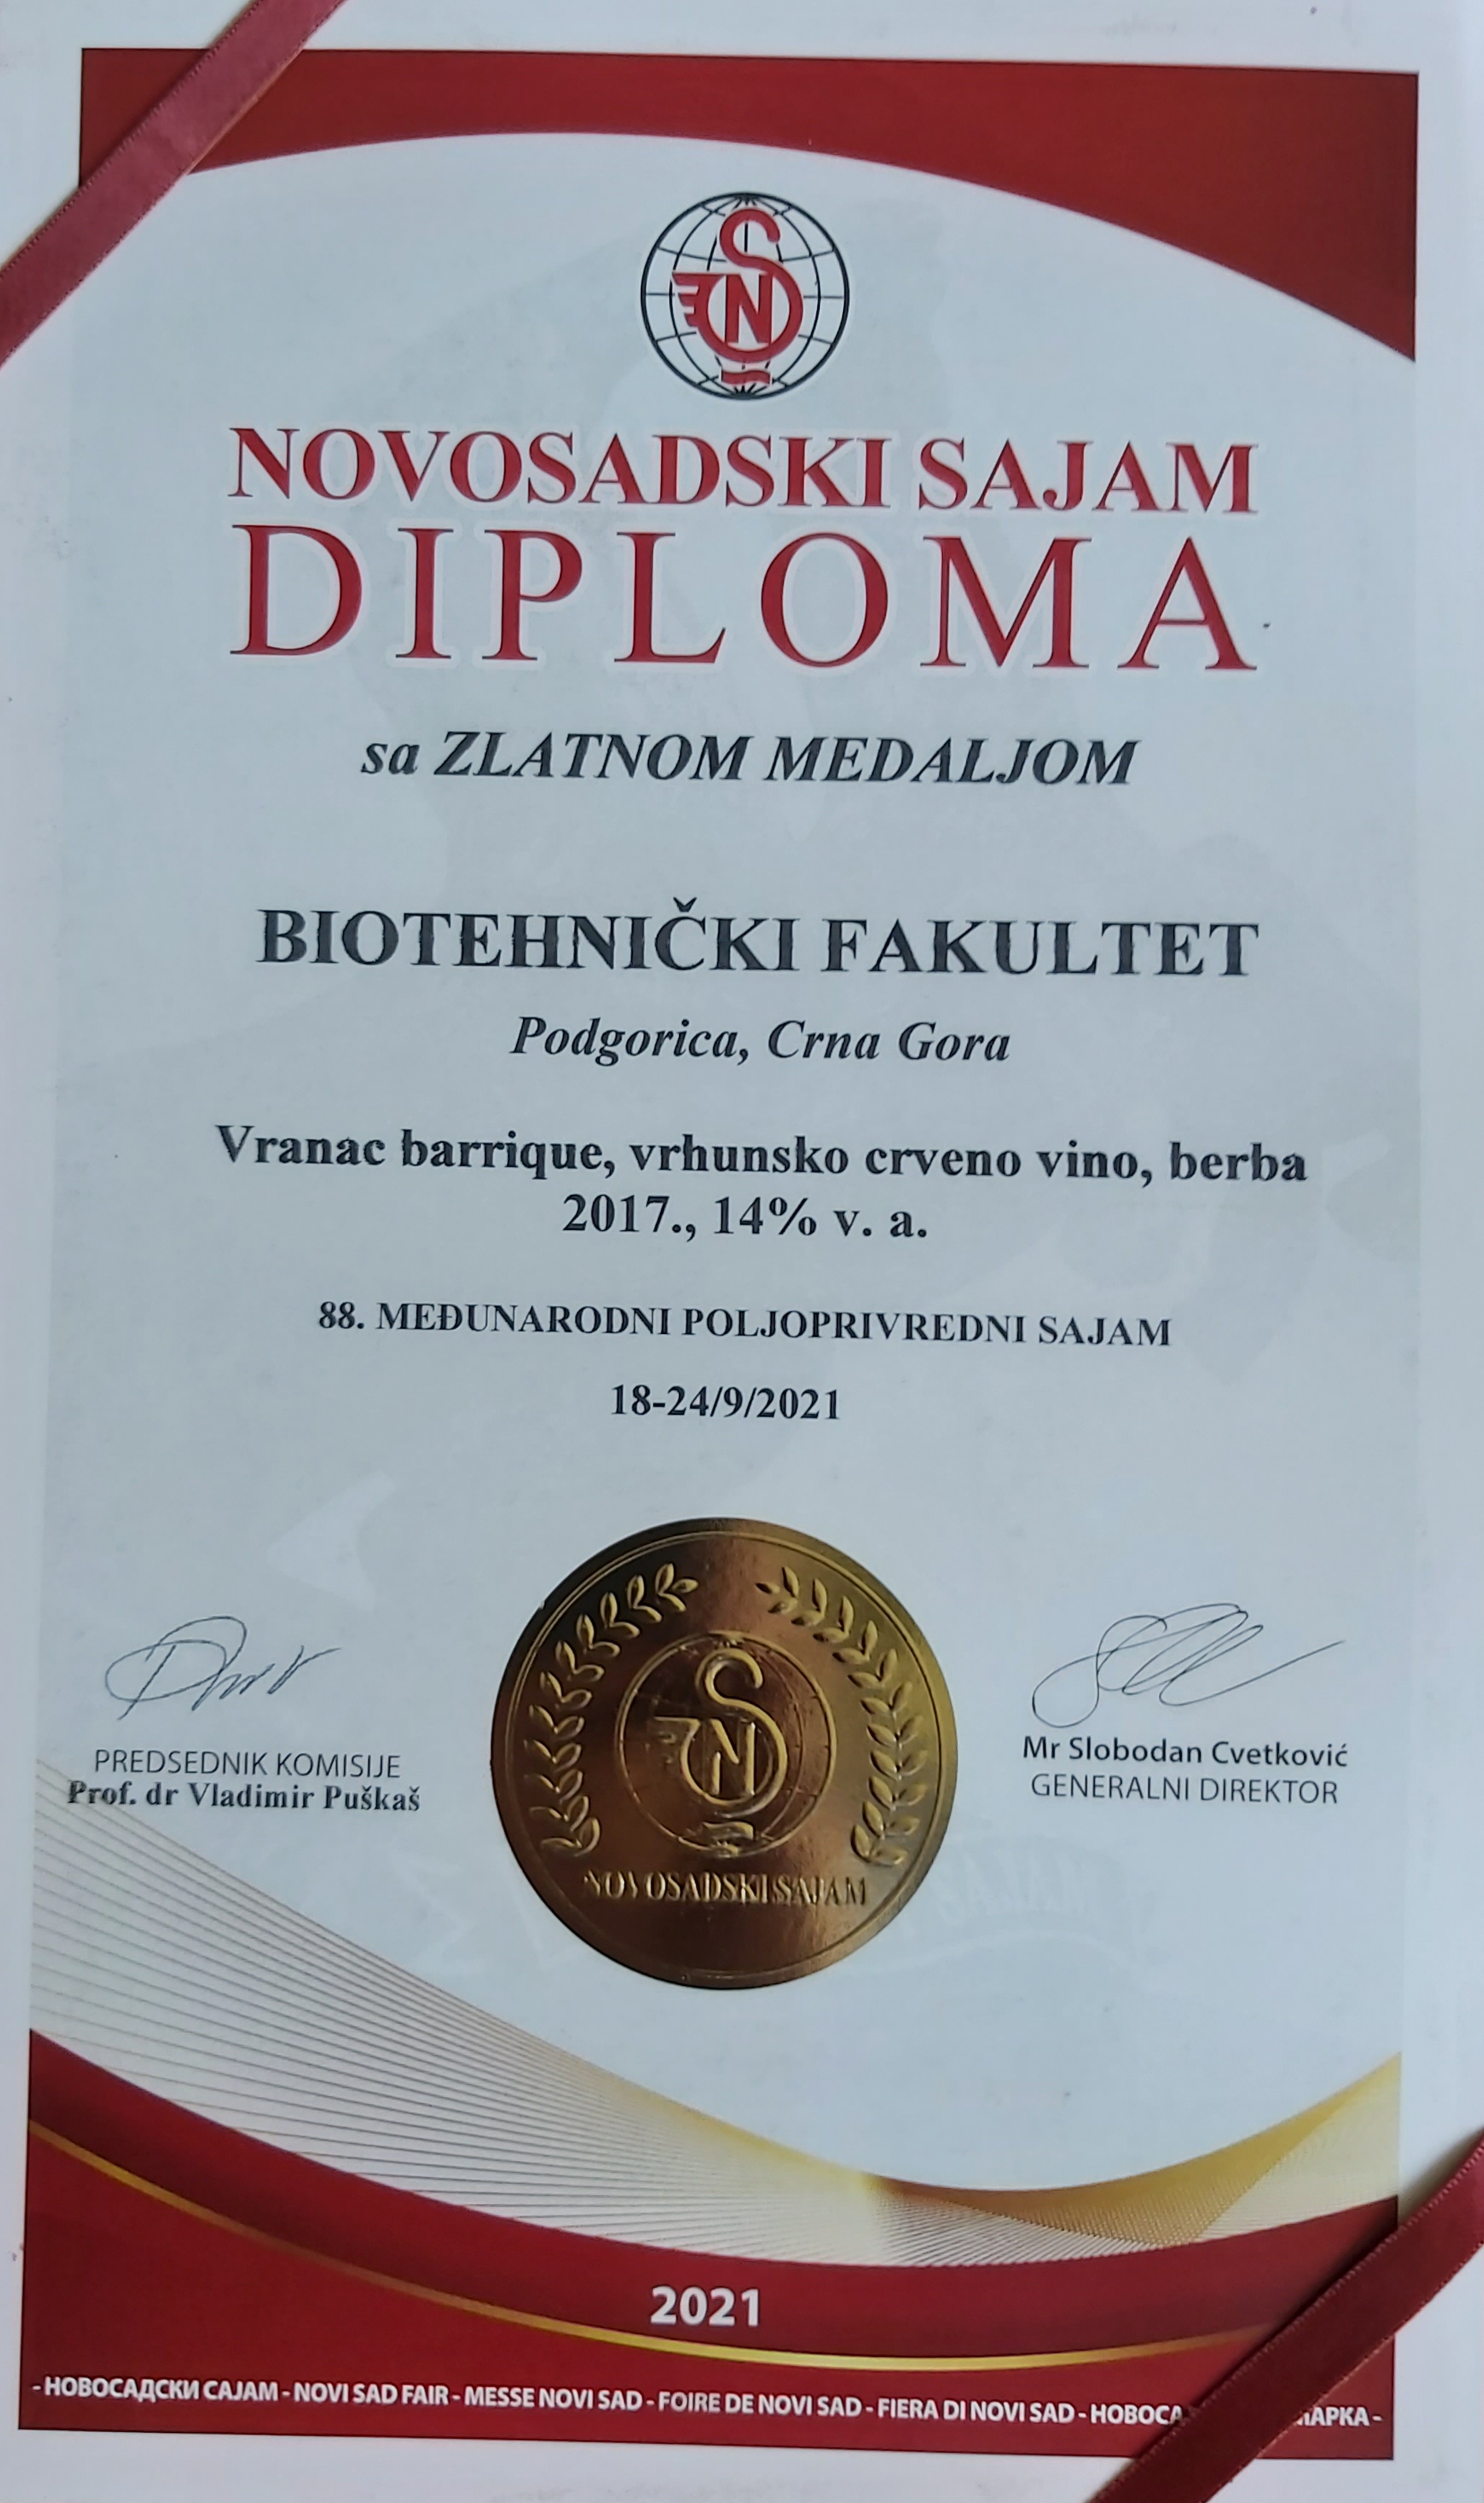 NOVOSADSKI SAJAM
DIPLOMA
sa ZLATNOM MEDALJOM
BIOTEHNIČKI FAKULTET
Podgorica, Crna Gora
Vranac barrique, vrhunsko crveno vino, berba
2017., 14% v. a.
88. MEĐUNARODNI POLJOPRIVREDNI SAJAM
18-24/9/2021
PREDSEDNIK KOMISIJE
Prof. dr Vladimir Puškaš
NOVOSADSKI SAJAM
Mr Slobodan Cvetković
GENERALNI DIREKTOR
2021
- НОВОСАДСКИ САЈАМ - NOVI SAD FAIR - MESSE NOVI SAD - FOIRE DE NOVI SAD - FIERA DI NOVI SAD -